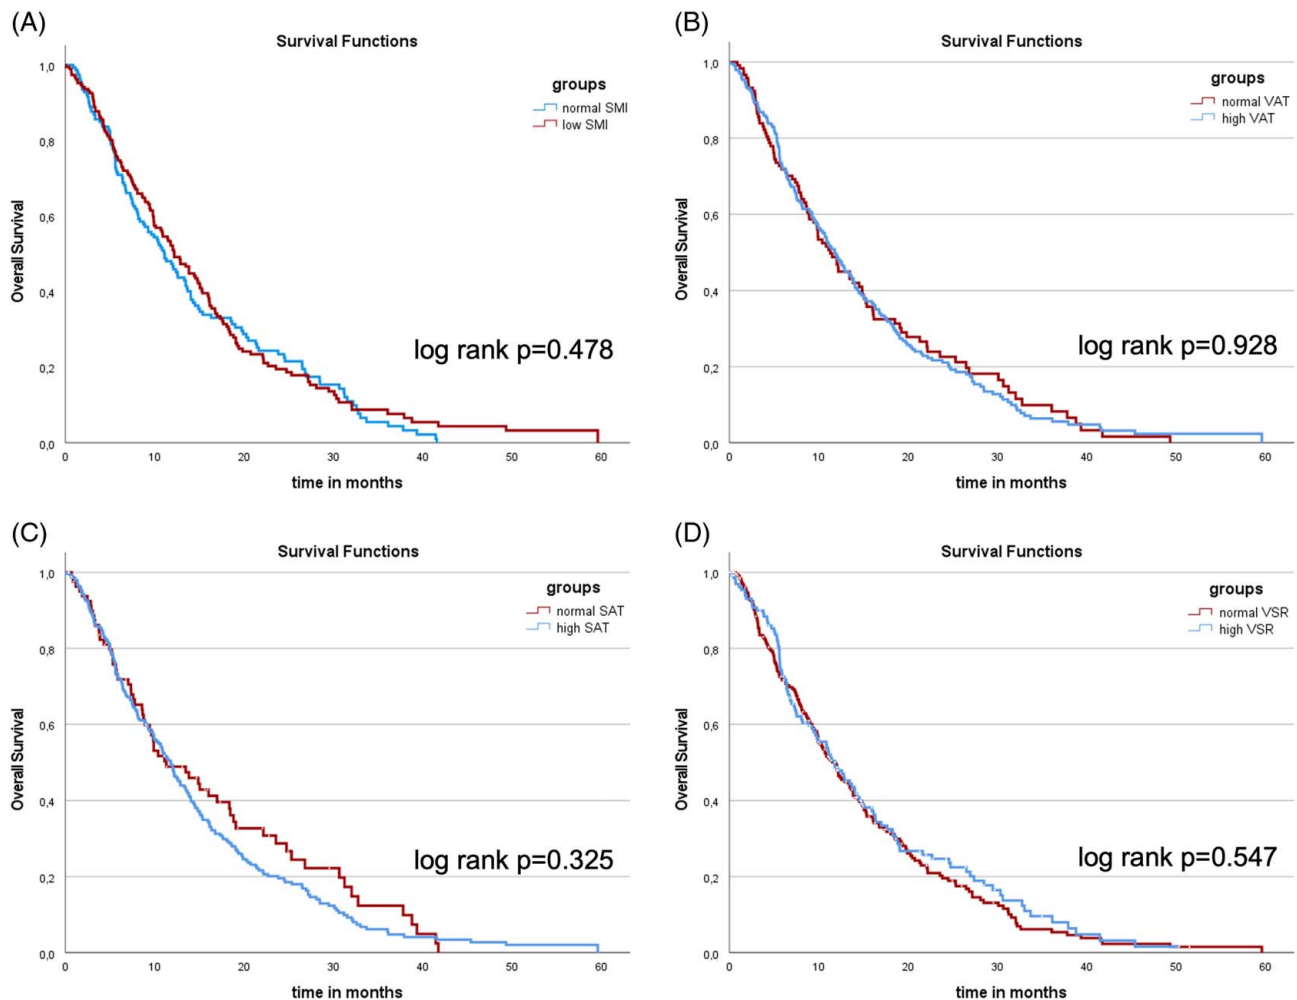 (A)
Survival Functions
groups
normal SMI
low SMI
Overall Survival
1,0
0,8
0,6
0,4
0,2
0,0
log rank p=0.478
0 10 20 30 40 50 60
time in months
(B)
Survival Functions
groups
normal VAT
high VAT
Overall Survival
1,0
0,8
0,6
0,4
0,2
0,0
log rank p=0.928
0 10 20 30 40 50 60
time in months
(C)
Survival Functions
groups
normal SAT
high SAT
Overall Survival
1,0
0,8
0,6
0,4
0,2
0,0
log rank p=0.325
0 10 20 30 40 50 60
time in months
(D)
Survival Functions
groups
normal VSR
high VSR
Overall Survival
1,0
0,8
0,6
0,4
0,2
0,0
log rank p=0.547
0 10 20 30 40 50 60
time in months